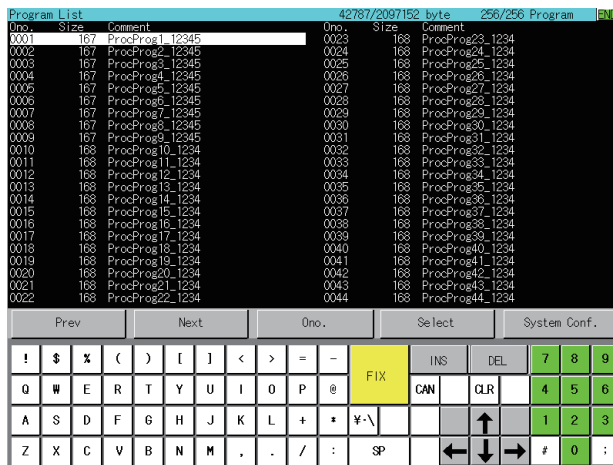 Program List 42787/2097152 byte 256/256 Program END
Ono. Size Comment Ono. Size Comment
0001 167 ProcProg1_12345 0023 168 ProcProg23_1234
0002 167 ProcProg2_12345 0024 168 ProcProg24_1234
0003 167 ProcProg3_12345 0025 168 ProcProg25_1234
0004 167 ProcProg4_12345 0026 168 ProcProg26_1234
0005 167 ProcProg5_12345 0027 168 ProcProg27_1234
0006 167 ProcProg6_12345 0028 168 ProcProg28_1234
0007 167 ProcProg7_12345 0029 168 ProcProg29_1234
0008 167 ProcProg8_12345 0030 168 ProcProg30_1234
0009 167 ProcProg9_12345 0031 168 ProcProg31_1234
0010 168 ProcProg10_1234 0032 168 ProcProg32_1234
0011 168 ProcProg11_1234 0033 168 ProcProg33_1234
0012 168 ProcProg12_1234 0034 168 ProcProg34_1234
0013 168 ProcProg13_1234 0035 168 ProcProg35_1234
0014 168 ProcProg14_1234 0036 168 ProcProg36_1234
0015 168 ProcProg15_1234 0037 168 ProcProg37_1234
0016 168 ProcProg16_1234 0038 168 ProcProg38_1234
0017 168 ProcProg17_1234 0039 168 ProcProg39_1234
0018 168 ProcProg18_1234 0040 168 ProcProg40_1234
0019 168 ProcProg19_1234 0041 168 ProcProg41_1234
0020 168 ProcProg20_1234 0042 168 ProcProg42_1234
0021 168 ProcProg21_1234 0043 168 ProcProg43_1234
0022 168 ProcProg22_1234 0044 168 ProcProg44_1234
Prev Next Ono. Select System Conf.
! $ % ( ) [ ] < > = - FIX INS DEL 7 8 9
Q W E R T Y U I O P @ CAN CLR 4 5 6
A S D F G H J K L + * ¥·\ ↑ 1 2 3
Z X C V B N M , . / : SP ← ↓ → # 0 ;